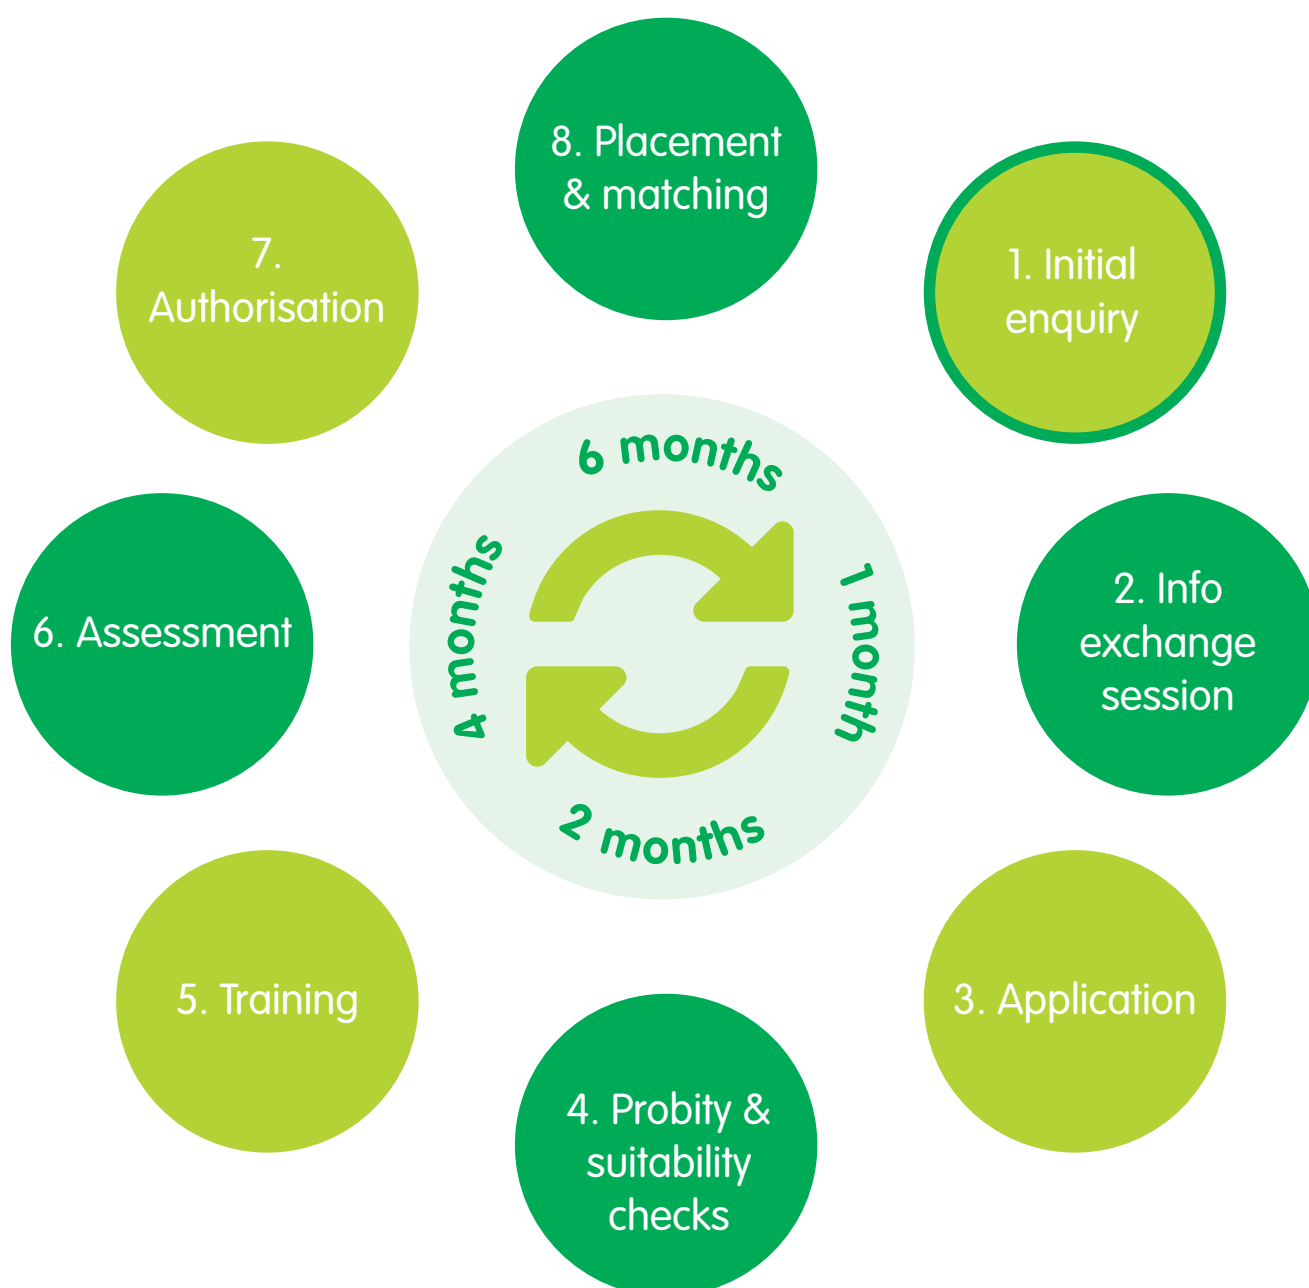 8. Placement
& matching
1. Initial
enquiry
2. Info
exchange
session
3. Application
4. Probity &
suitability
checks
5. Training
6. Assessment
7.
Authorisation
6 months
1 month
2 months
4 months